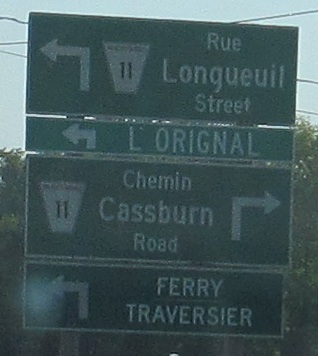 11 Rue
Longueuil
Street
L'ORIGNAL
Chemin
11 Cassburn
Road
FERRY
TRAVERSIER